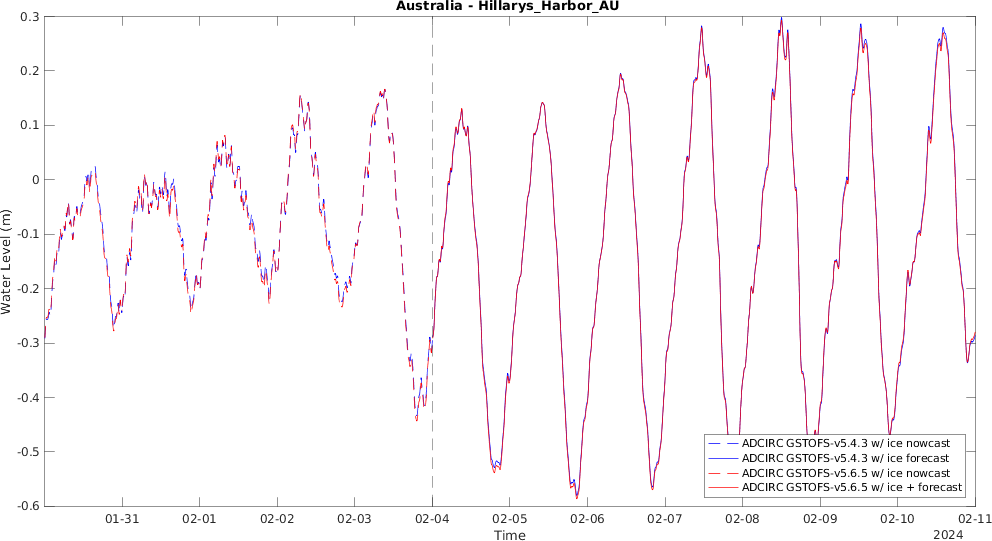 Australia - Hillarys_Harbor_AU
Water Level (m)
0.3
0.2
0.1
0
-0.1
-0.2
-0.3
-0.4
-0.5
-0.6
ADCIRC GSTOFS-v5.4.3 w/ ice nowcast
ADCIRC GSTOFS-v5.4.3 w/ ice forecast
ADCIRC GSTOFS-v5.6.5 w/ ice nowcast
ADCIRC GSTOFS-v5.6.5 w/ ice + forecast
01-31 02-01 02-02 02-03 02-04 02-05 02-06 02-07 02-08 02-09 02-10 02-11
Time
2024